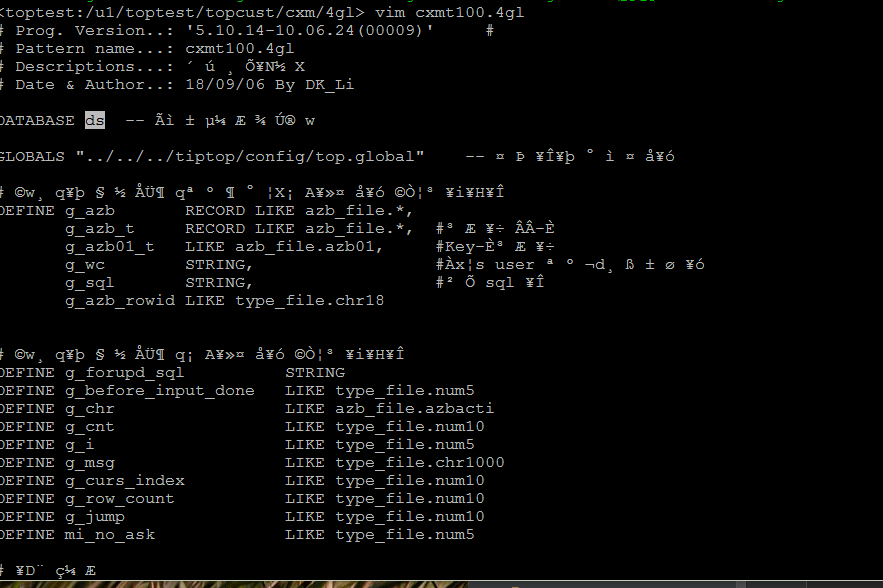 <toptest:/u1/toptest/topcust/cxm/4gl> vim cxmt100.4gl
# Prog. Version..: '5.10.14-10.06.24(00009)'     #
# Pattern name...: cxmt100.4gl
# Descriptions...: ´ ú ¸ Õ¥N½ X
# Date & Author..: 18/09/06 By DK_Li
DATABASE ds  -- Ãì ± µ¼ Æ ¾ Ú® w
GLOBALS "../../../tiptop/config/top.global"    -- ¤ Þ ¥Î¥þ ° ì ¤ å¥ó
# ©w¸ q¥þ § ½ ÅÜ¶ qª º ¶ ° ¦X¡ A¥»¤ å¥ó ©Ò¦³ ¥i¥H¥Î
DEFINE g_azb       RECORD LIKE azb_file.*,
       g_azb_t     RECORD LIKE azb_file.*,  #³ Æ ¥÷ ÂÂ-È
       g_azb01_t   LIKE azb_file.azb01,     #Key-È³ Æ ¥÷
       g_wc        STRING,                  #Àx¦s user ª º ¬d¸ ß ± ø ¥ó
       g_sql       STRING,                  #² Õ sql ¥Î
       g_azb_rowid LIKE type_file.chr18
# ©w¸ q¥þ § ½ ÅÜ¶ q¡ A¥»¤ å¥ó ©Ò¦³ ¥i¥H¥Î
DEFINE g_forupd_sql          STRING
DEFINE g_before_input_done   LIKE type_file.num5
DEFINE g_chr                 LIKE azb_file.azbacti
DEFINE g_cnt                 LIKE type_file.num10
DEFINE g_i                   LIKE type_file.num5
DEFINE g_msg                 LIKE type_file.chr1000
DEFINE g_curs_index          LIKE type_file.num10
DEFINE g_row_count           LIKE type_file.num10
DEFINE g_jump                LIKE type_file.num10
DEFINE mi_no_ask             LIKE type_file.num5
# ¥D¨ ç¼ Æ